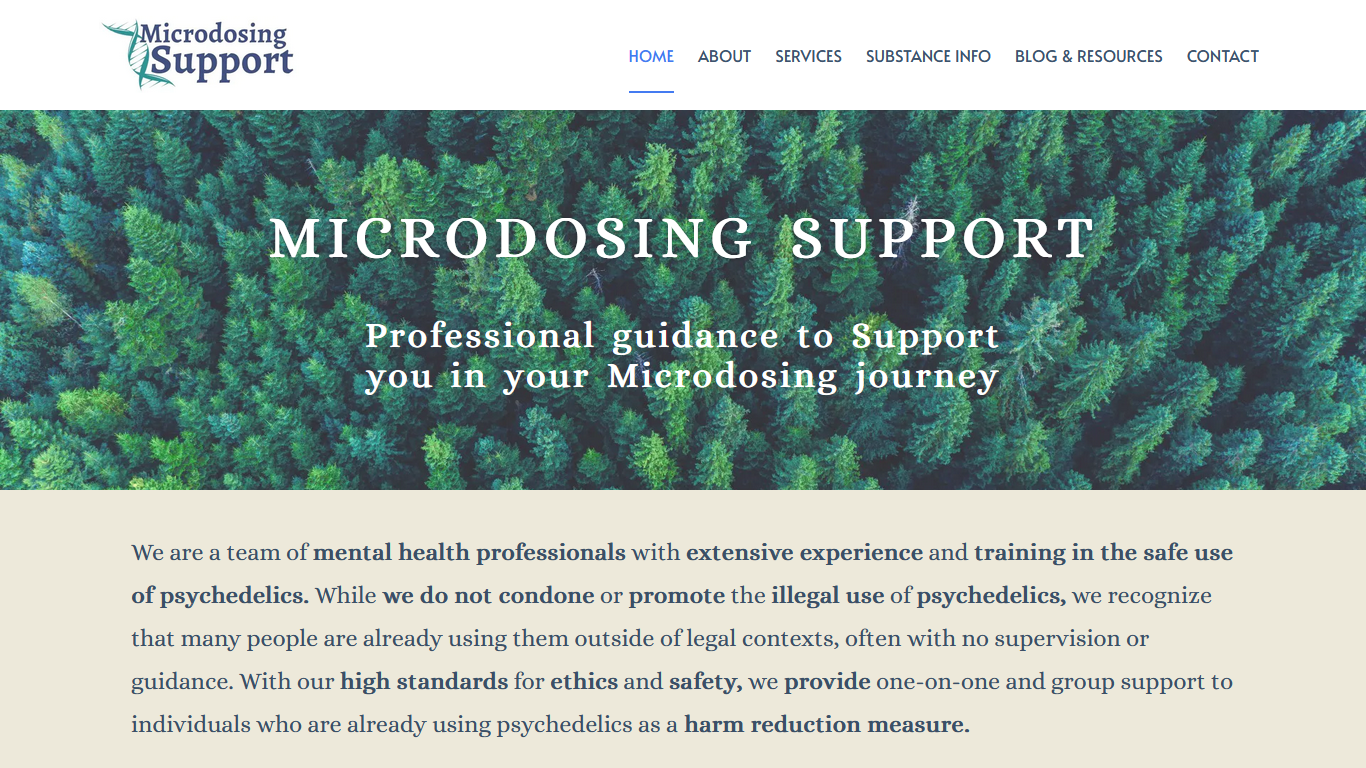 Microdosing
Support
HOME ABOUT SERVICES SUBSTANCE INFO BLOG & RESOURCES CONTACT
MICRODOSING SUPPORT
Professional guidance to Support
you in your Microdosing journey
We are a team of mental health professionals with extensive experience and training in the safe use
of psychedelics. While we do not condone or promote the illegal use of psychedelics, we recognize
that many people are already using them outside of legal contexts, often with no supervision or
guidance. With our high standards for ethics and safety, we provide one-on-one and group support to
individuals who are already using psychedelics as a harm reduction measure.